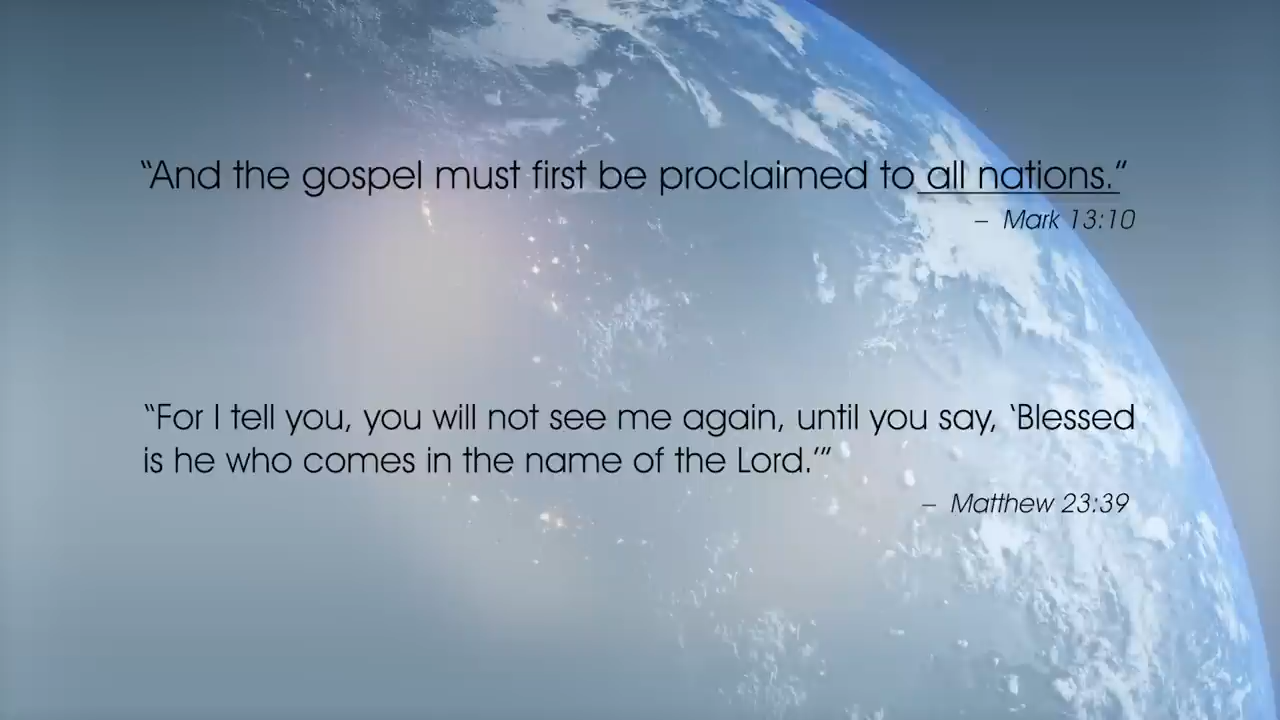 “And the gospel must first be proclaimed to all nations.”
– Mark 13:10
“For I tell you, you will not see me again, until you say, ‘Blessed
is he who comes in the name of the Lord.’”
– Matthew 23:39